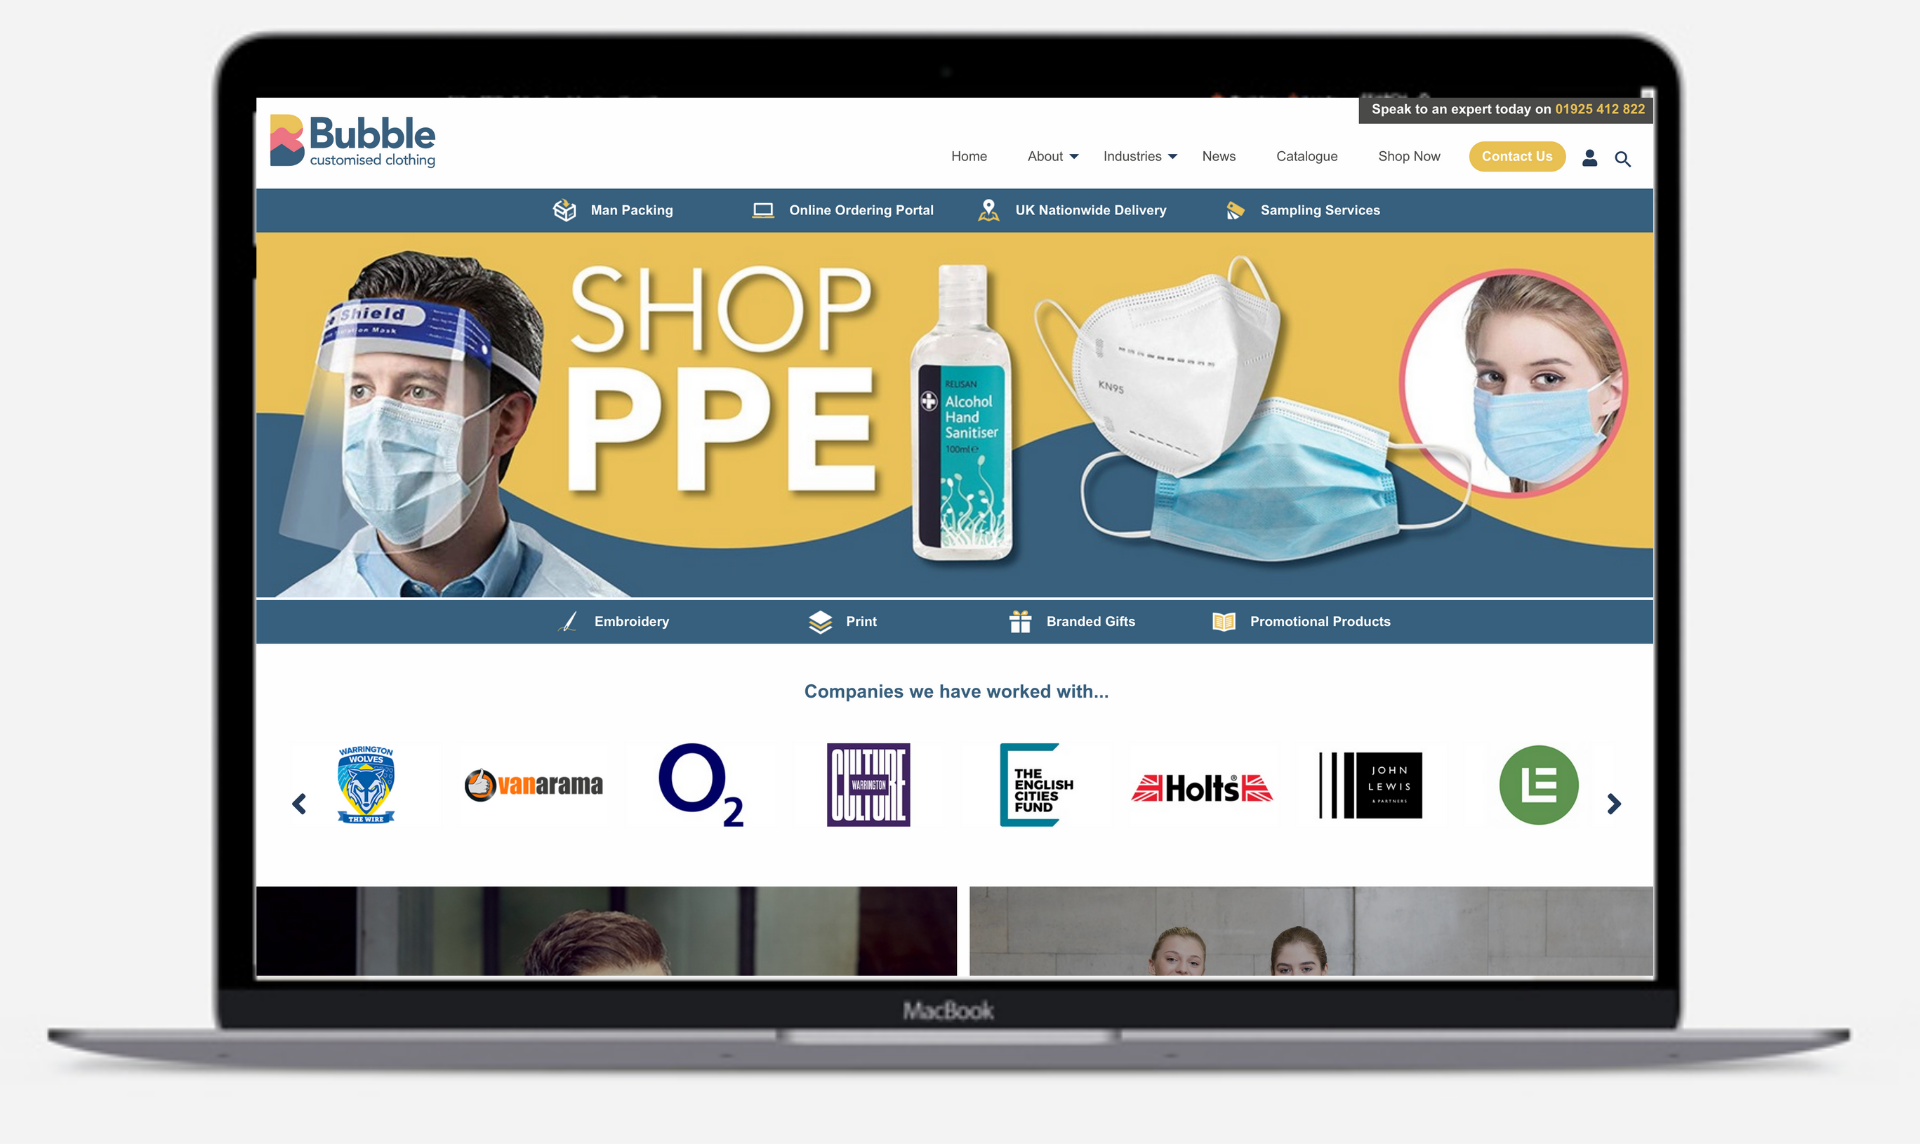 Speak to an expert today on 01925 412 822
Bubble
customised clothing
Home About Industries News Catalogue Shop Now Contact Us
Man Packing Online Ordering Portal UK Nationwide Delivery Sampling Services
Shield
SHOP
PPE
RELISAN
Alcohol
Hand
Sanitiser
100ml e
KN95
Embroidery Print Branded Gifts Promotional Products
Companies we have worked with...
WARRINGTON
WOLVES
THE WIRE
vanarama
O2
CULTURE
WARRINGTON
CULTURE
THE
ENGLISH
CITIES
FUND
Holts®
JOHN
LEWIS
& PARTNERS
LE
MacBook